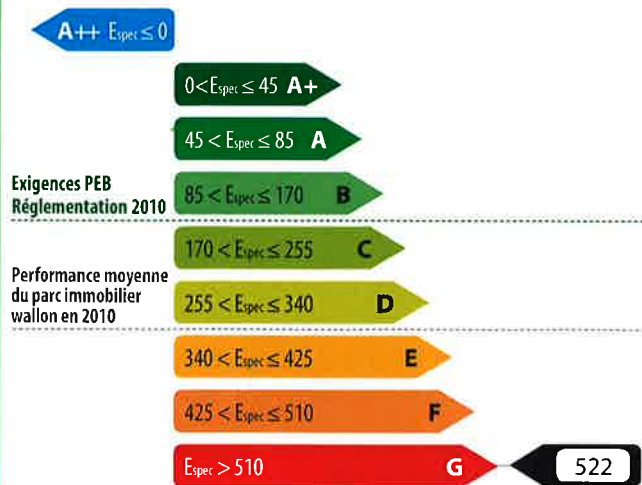 A++ Espec ≤ 0
0<Espec ≤ 45 A+
45 < Espec ≤ 85 A
Exigences PEB
Réglementation 2010
85 < Espec ≤ 170 B
170 < Espec ≤ 255 C
Performance moyenne
du parc immobilier
wallon en 2010
255 < Espec ≤ 340 D
340 < Espec ≤ 425 E
425 < Espec ≤ 510 F
Espec > 510 G
522